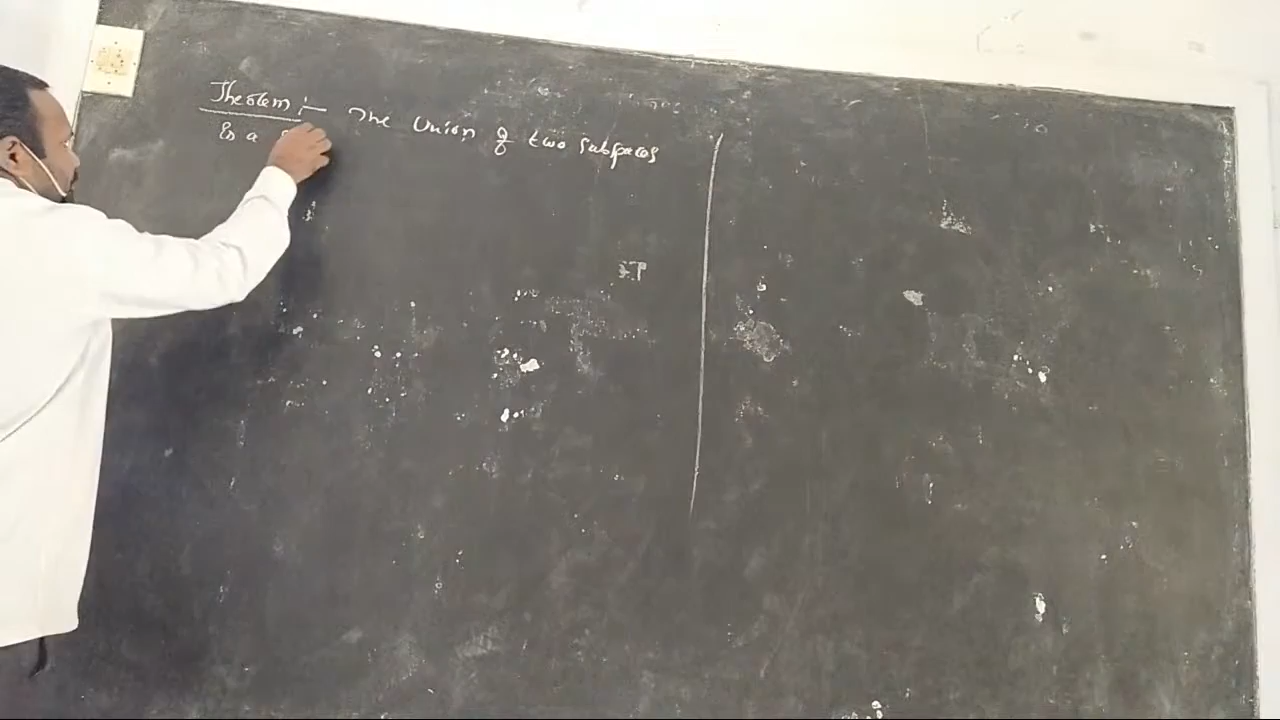 Theorem :- The Union of two subspaces
is a